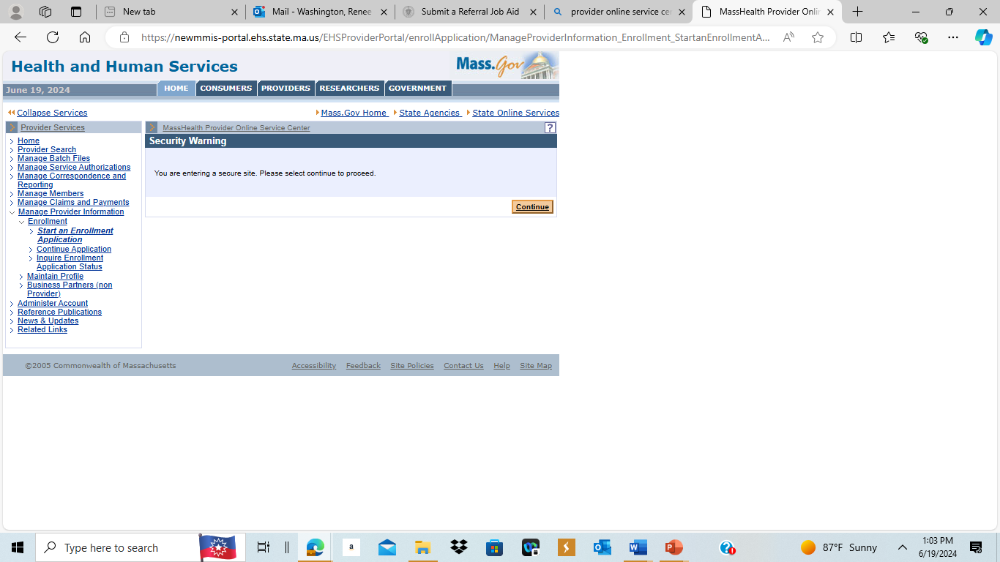 New tab
Mail - Washington, Renee
Submit a Referral Job Aid
provider online service cen
MassHealth Provider Onlin
https://newmmis-portal.ehs.state.ma.us/EHSProviderPortal/enrollApplication/ManageProviderInformation_Enrollment_StartanEnrollmentA...
Health and Human Services
Mass.Gov
June 19, 2024
HOME CONSUMERS PROVIDERS RESEARCHERS GOVERNMENT
Collapse Services
Mass.Gov Home State Agencies State Online Services
Provider Services
Home
Provider Search
Manage Batch Files
Manage Service Authorizations
Manage Correspondence and
Reporting
Manage Members
Manage Claims and Payments
Manage Provider Information
Enrollment
Start an Enrollment
Application
Continue Application
Inquire Enrollment
Application Status
Maintain Profile
Business Partners (non
Provider)
Administer Account
Reference Publications
News & Updates
Related Links
MassHealth Provider Online Service Center
?
Security Warning
You are entering a secure site. Please select continue to proceed.
Continue
©2005 Commonwealth of Massachusetts
Accessibility Feedback Site Policies Contact Us Help Site Map
Type here to search
a
87°F Sunny
1:03 PM
6/19/2024